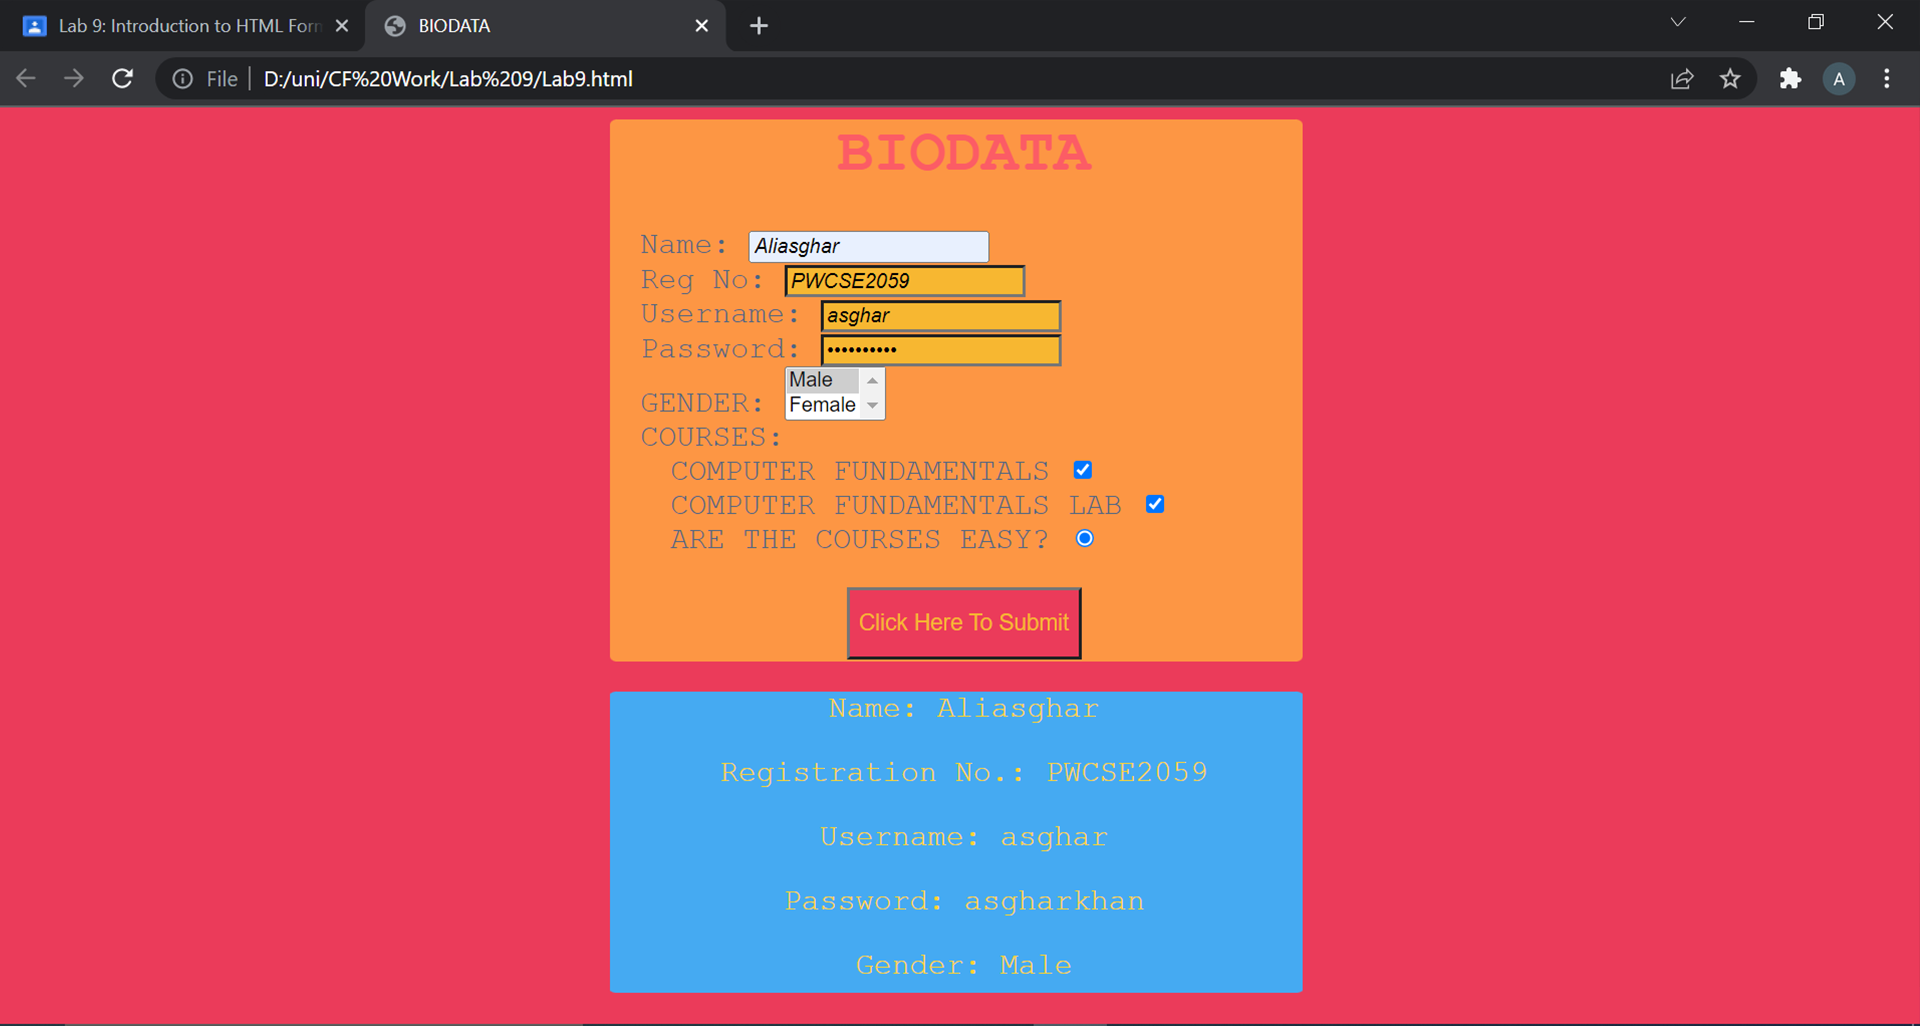 Lab 9: Introduction to HTML Forn
BIODATA
File D:/uni/CF%20Work/Lab%209/Lab9.html
A
BIODATA
Name: Aliasghar
Reg No: PWCSE2059
Username: asghar
Password: ••••••••••
Male
GENDER: Female
COURSES:
COMPUTER FUNDAMENTALS
COMPUTER FUNDAMENTALS LAB
ARE THE COURSES EASY?
Click Here To Submit
Name: Aliasghar
Registration No.: PWCSE2059
Username: asghar
Password: asgharkhan
Gender: Male